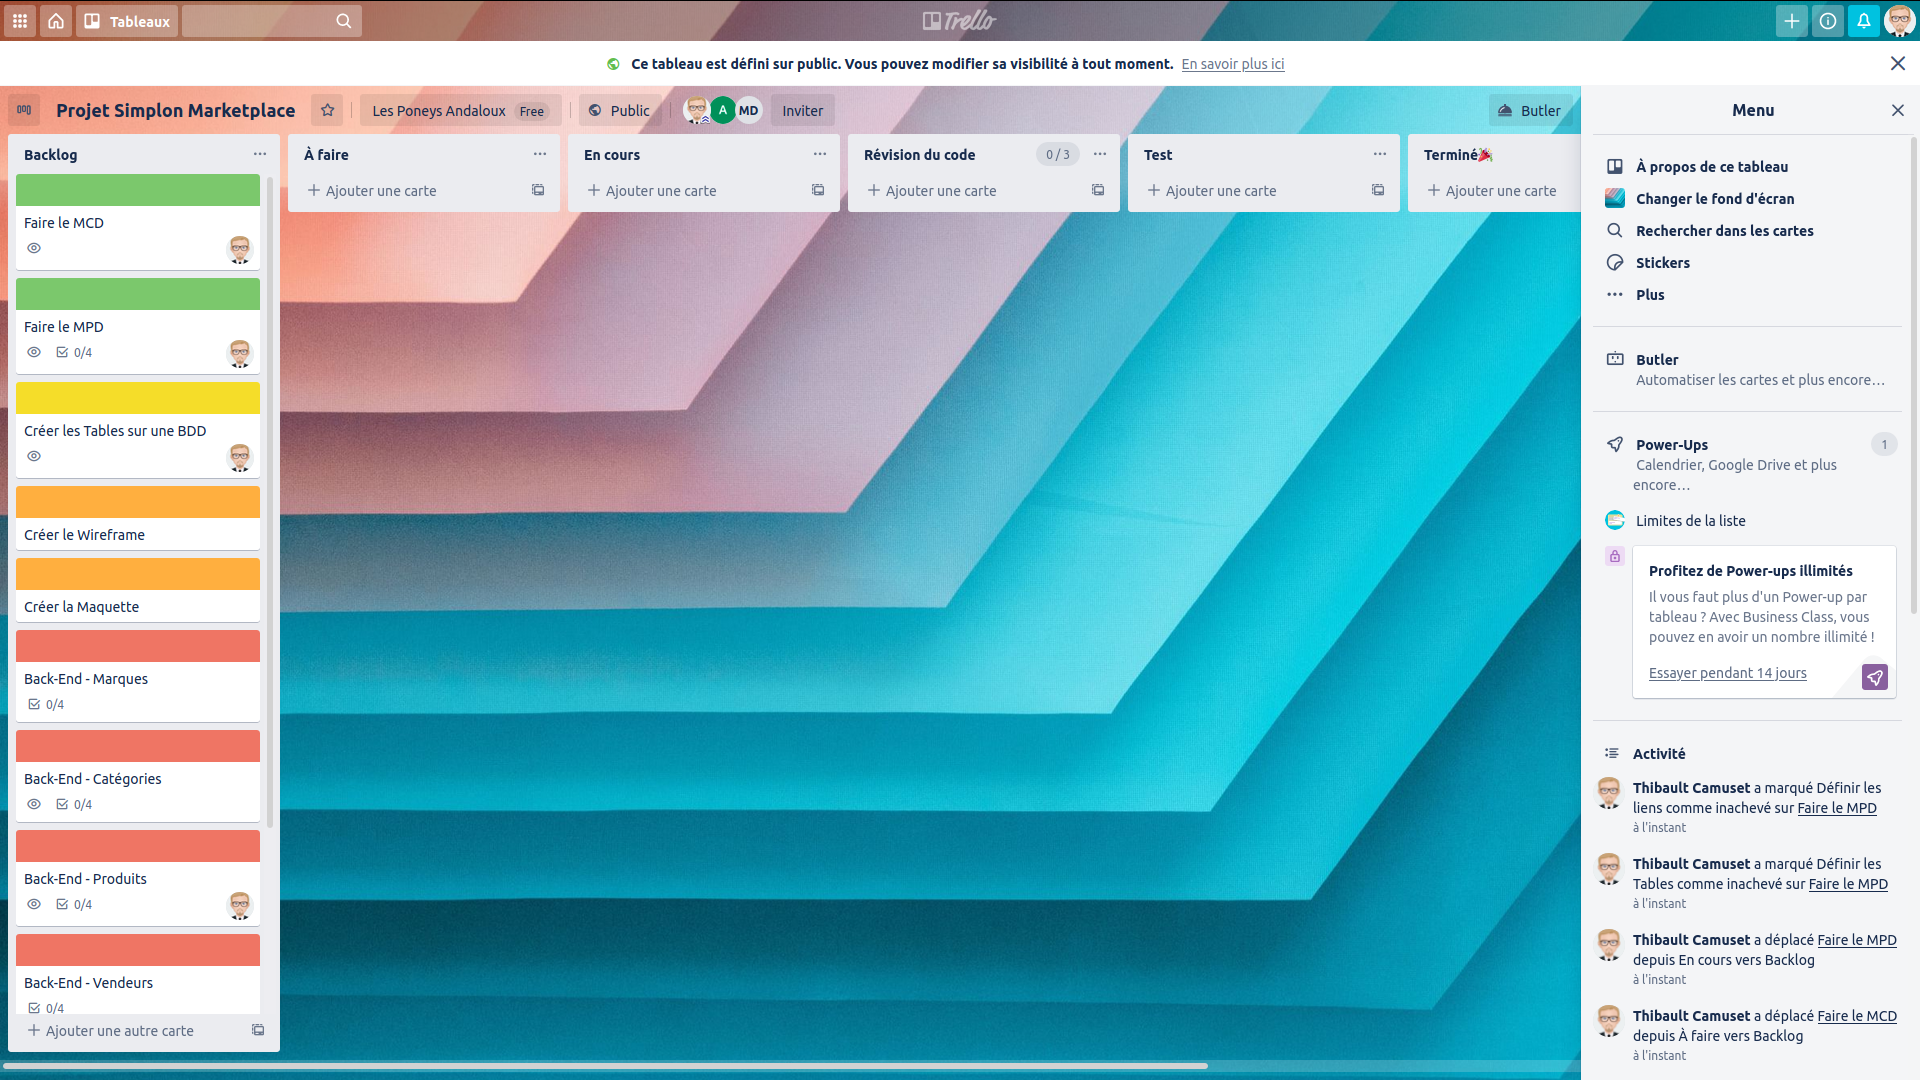 Tableaux
Trello
Ce tableau est défini sur public. Vous pouvez modifier sa visibilité à tout moment. En savoir plus ici
Projet Simplon Marketplace
Les Poneys Andaloux Free
Public
A
MD
Inviter
Butler
Backlog
Faire le MCD
Faire le MPD
0/4
Créer les Tables sur une BDD
Créer le Wireframe
Créer la Maquette
Back-End - Marques
0/4
Back-End - Catégories
0/4
Back-End - Produits
0/4
Back-End - Vendeurs
0/4
+ Ajouter une autre carte
À faire
+ Ajouter une carte
En cours
+ Ajouter une carte
Révision du code 0 / 3
+ Ajouter une carte
Test
+ Ajouter une carte
Terminé🎉
+ Ajouter une carte
Menu
À propos de ce tableau
Changer le fond d'écran
Rechercher dans les cartes
Stickers
Plus
Butler
Automatiser les cartes et plus encore…
Power-Ups 1
Calendrier, Google Drive et plus
encore…
Limites de la liste
Profitez de Power-ups illimités
Il vous faut plus d'un Power-up par
tableau ? Avec Business Class, vous
pouvez en avoir un nombre illimité !
Essayer pendant 14 jours
Activité
Thibault Camuset a marqué Définir les
liens comme inachevé sur Faire le MPD
à l'instant
Thibault Camuset a marqué Définir les
Tables comme inachevé sur Faire le MPD
à l'instant
Thibault Camuset a déplacé Faire le MPD
depuis En cours vers Backlog
à l'instant
Thibault Camuset a déplacé Faire le MCD
depuis À faire vers Backlog
à l'instant